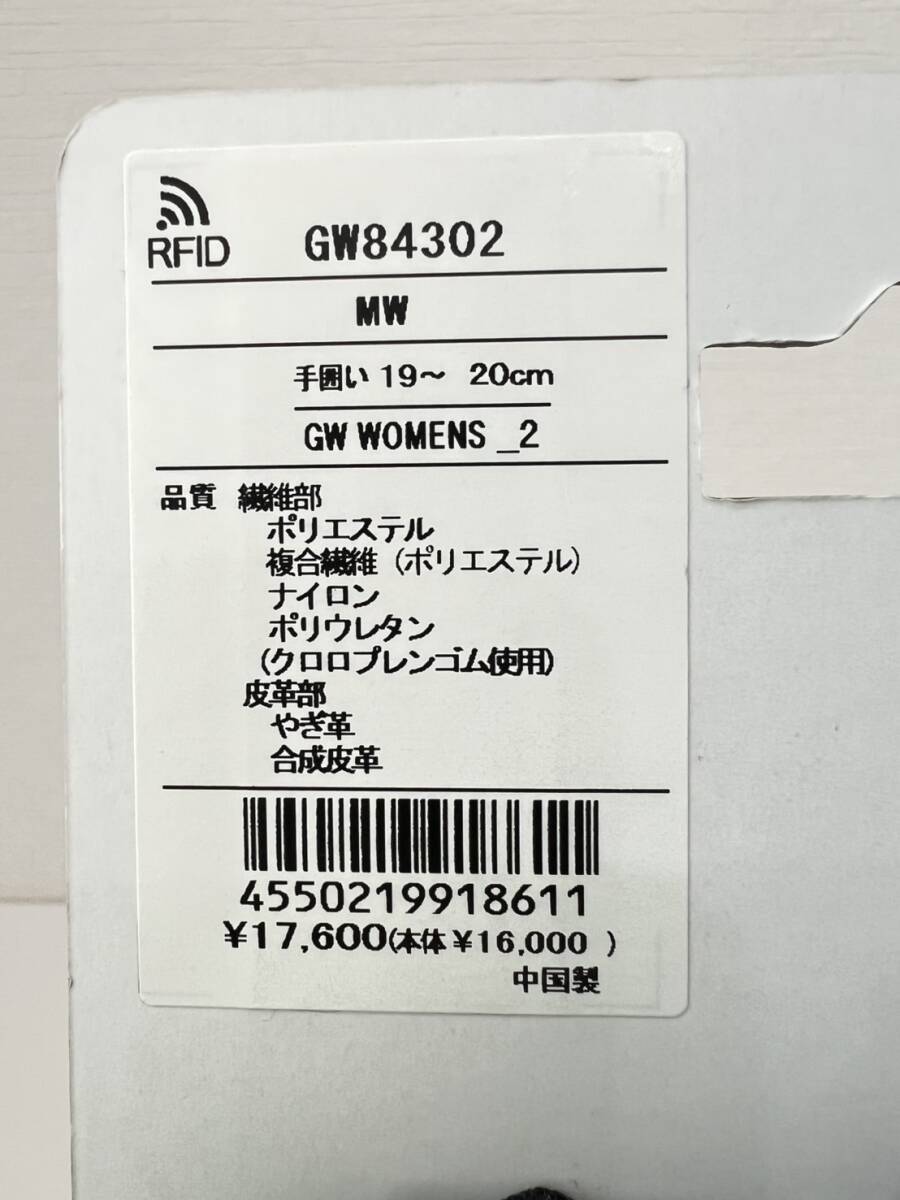 RFID GW84302
MW
手囲い 19～ 20cm
GW WOMENS _2
品質 繊維部
ポリエステル
複合繊維（ポリエステル）
ナイロン
ポリウレタン
(クロロプレンゴム使用)
皮革部
やぎ革
合成皮革
4550219918611
¥17,600(本体 ¥16,000 )
中国製